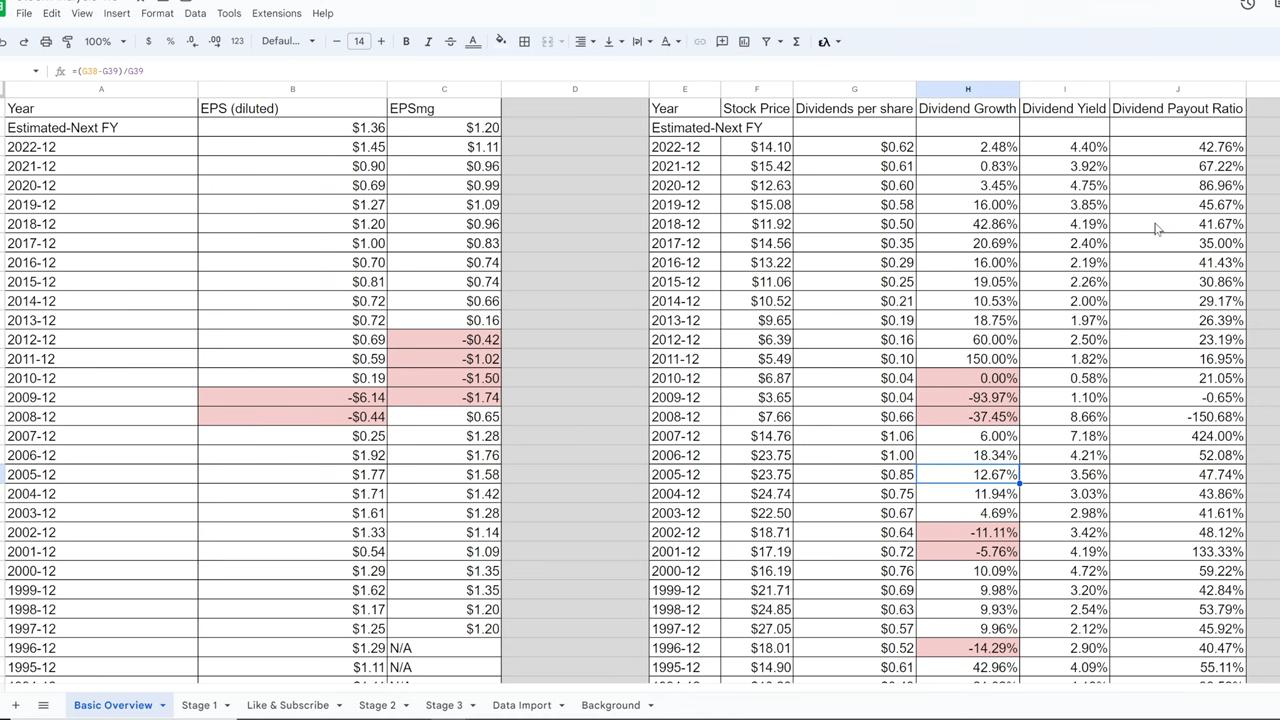 File Edit View Insert Format Data Tools Extensions Help
100% $ % .0 .00 123 Defaul... − 14 + B I A Σ
fx =(G38-G39)/G39
A B C D E F G H I J
Year EPS (diluted) EPSmg Year Stock Price Dividends per share Dividend Growth Dividend Yield Dividend Payout Ratio
Estimated-Next FY $1.36 $1.20 Estimated-Next FY
2022-12 $1.45 $1.11 2022-12 $14.10 $0.62 2.48% 4.40% 42.76%
2021-12 $0.90 $0.96 2021-12 $15.42 $0.61 0.83% 3.92% 67.22%
2020-12 $0.69 $0.99 2020-12 $12.63 $0.60 3.45% 4.75% 86.96%
2019-12 $1.27 $1.09 2019-12 $15.08 $0.58 16.00% 3.85% 45.67%
2018-12 $1.20 $0.96 2018-12 $11.92 $0.50 42.86% 4.19% 41.67%
2017-12 $1.00 $0.83 2017-12 $14.56 $0.35 20.69% 2.40% 35.00%
2016-12 $0.70 $0.74 2016-12 $13.22 $0.29 16.00% 2.19% 41.43%
2015-12 $0.81 $0.74 2015-12 $11.06 $0.25 19.05% 2.26% 30.86%
2014-12 $0.72 $0.66 2014-12 $10.52 $0.21 10.53% 2.00% 29.17%
2013-12 $0.72 $0.16 2013-12 $9.65 $0.19 18.75% 1.97% 26.39%
2012-12 $0.69 -$0.42 2012-12 $6.39 $0.16 60.00% 2.50% 23.19%
2011-12 $0.59 -$1.02 2011-12 $5.49 $0.10 150.00% 1.82% 16.95%
2010-12 $0.19 -$1.50 2010-12 $6.87 $0.04 0.00% 0.58% 21.05%
2009-12 -$6.14 -$1.74 2009-12 $3.65 $0.04 -93.97% 1.10% -0.65%
2008-12 -$0.44 $0.65 2008-12 $7.66 $0.66 -37.45% 8.66% -150.68%
2007-12 $0.25 $1.28 2007-12 $14.76 $1.06 6.00% 7.18% 424.00%
2006-12 $1.92 $1.76 2006-12 $23.75 $1.00 18.34% 4.21% 52.08%
2005-12 $1.77 $1.58 2005-12 $23.75 $0.85 12.67% 3.56% 47.74%
2004-12 $1.71 $1.42 2004-12 $24.74 $0.75 11.94% 3.03% 43.86%
2003-12 $1.61 $1.28 2003-12 $22.50 $0.67 4.69% 2.98% 41.61%
2002-12 $1.33 $1.14 2002-12 $18.71 $0.64 -11.11% 3.42% 48.12%
2001-12 $0.54 $1.09 2001-12 $17.19 $0.72 -5.76% 4.19% 133.33%
2000-12 $1.29 $1.35 2000-12 $16.19 $0.76 10.09% 4.72% 59.22%
1999-12 $1.62 $1.35 1999-12 $21.71 $0.69 9.98% 3.20% 42.84%
1998-12 $1.17 $1.20 1998-12 $24.85 $0.63 9.93% 2.54% 53.79%
1997-12 $1.25 $1.20 1997-12 $27.05 $0.57 9.96% 2.12% 45.92%
1996-12 $1.29 N/A 1996-12 $18.01 $0.52 -14.29% 2.90% 40.47%
1995-12 $1.11 N/A 1995-12 $14.90 $0.61 42.96% 4.09% 55.11%
+ Basic Overview Stage 1 Like & Subscribe Stage 2 Stage 3 Data Import Background